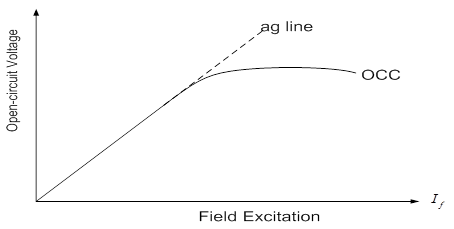 ag line
Open-circuit Voltage
OCC
I_f
Field Excitation